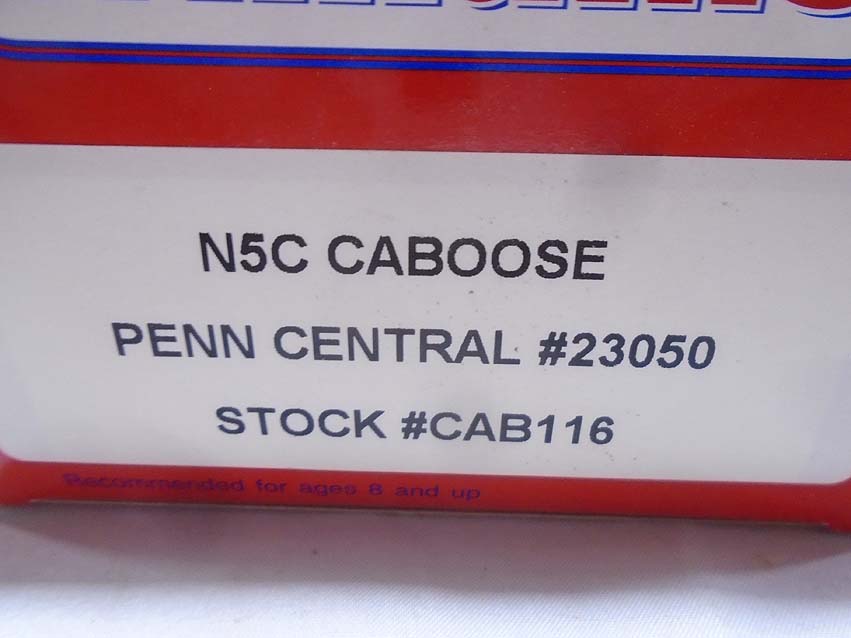 N5C CABOOSE
PENN CENTRAL #23050
STOCK #CAB116
Recommended for ages 8 and up